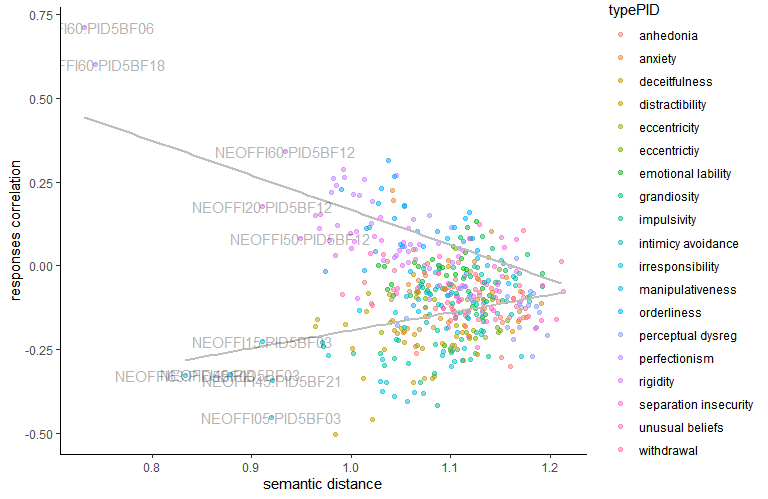 typePID
anhedonia
anxiety
deceitfulness
distractibility
eccentricity
eccentrictiy
emotional lability
grandiosity
impulsivity
intimicy avoidance
irresponsibility
manipulativeness
orderliness
perceptual dysreg
perfectionism
rigidity
separation insecurity
unusual beliefs
withdrawal
responses correlation
0.75
0.50
0.25
0.00
-0.25
-0.50
FFI60:PID5BF06
FFI60:PID5BF18
NEOFFI60:PID5BF12
NEOFFI20:PID5BF12
NEOFFI50:PID5BF12
NEOFFI15:PID5BF03
NEOFFI45:PID5BF21
NEOFFI05:PID5BF03
0.8
0.9
1.0
1.1
1.2
semantic distance